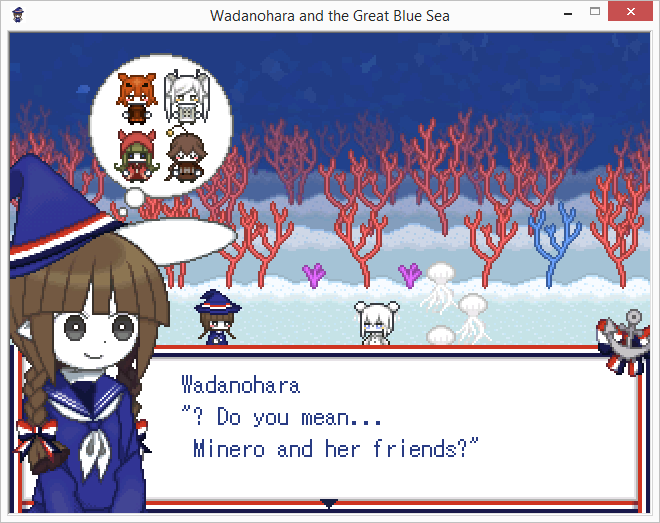 Wadanohara and the Great Blue Sea
Wadanohara
"? Do you mean...
Minero and her friends?"